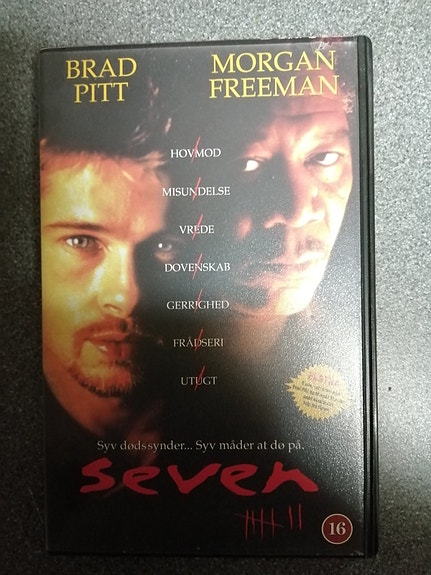 BRAD
PITT
MORGAN
FREEMAN
HOVMOD
MISUNDELSE
VREDE
DOVENSKAB
GERRIGHED
FRÅDSERI
UTUGT
Syv dødssynder... Syv måder at dø på.
seven
16